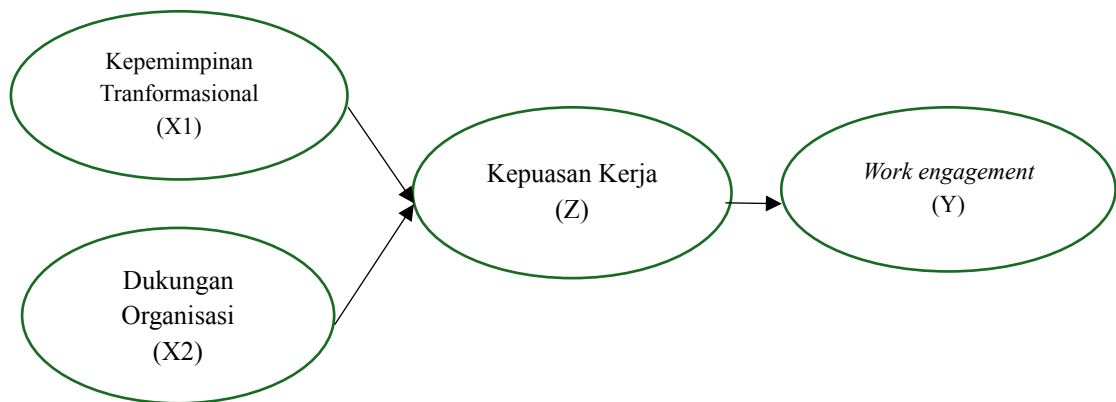 Kepemimpinan
Tranformasional
(X1)
Dukungan
Organisasi
(X2)
Kepuasan Kerja
(Z)
Work engagement
(Y)